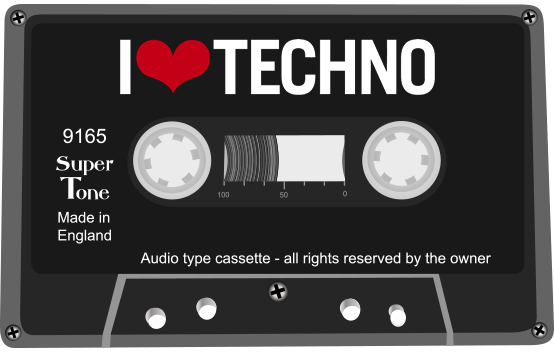 I ❤ TECHNO
9165
Super
Tone
Made in
England
100 50 0
Audio type cassette - all rights reserved by the owner